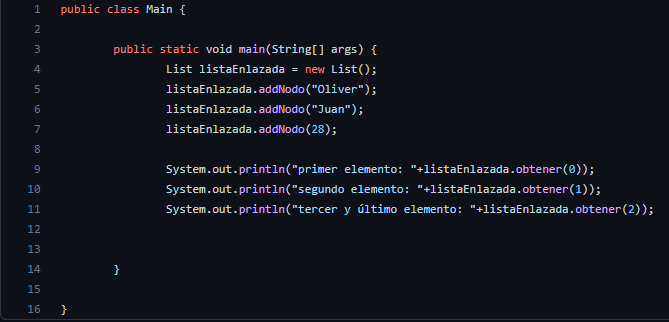 1 public class Main {
2
3 public static void main(String[] args) {
4 List listaEnlazada = new List();
5 listaEnlazada.addNodo("Oliver");
6 listaEnlazada.addNodo("Juan");
7 listaEnlazada.addNodo(28);
8
9 System.out.println("primer elemento: "+listaEnlazada.obtener(0));
10 System.out.println("segundo elemento: "+listaEnlazada.obtener(1));
11 System.out.println("tercer y último elemento: "+listaEnlazada.obtener(2));
12
13
14 }
15
16 }